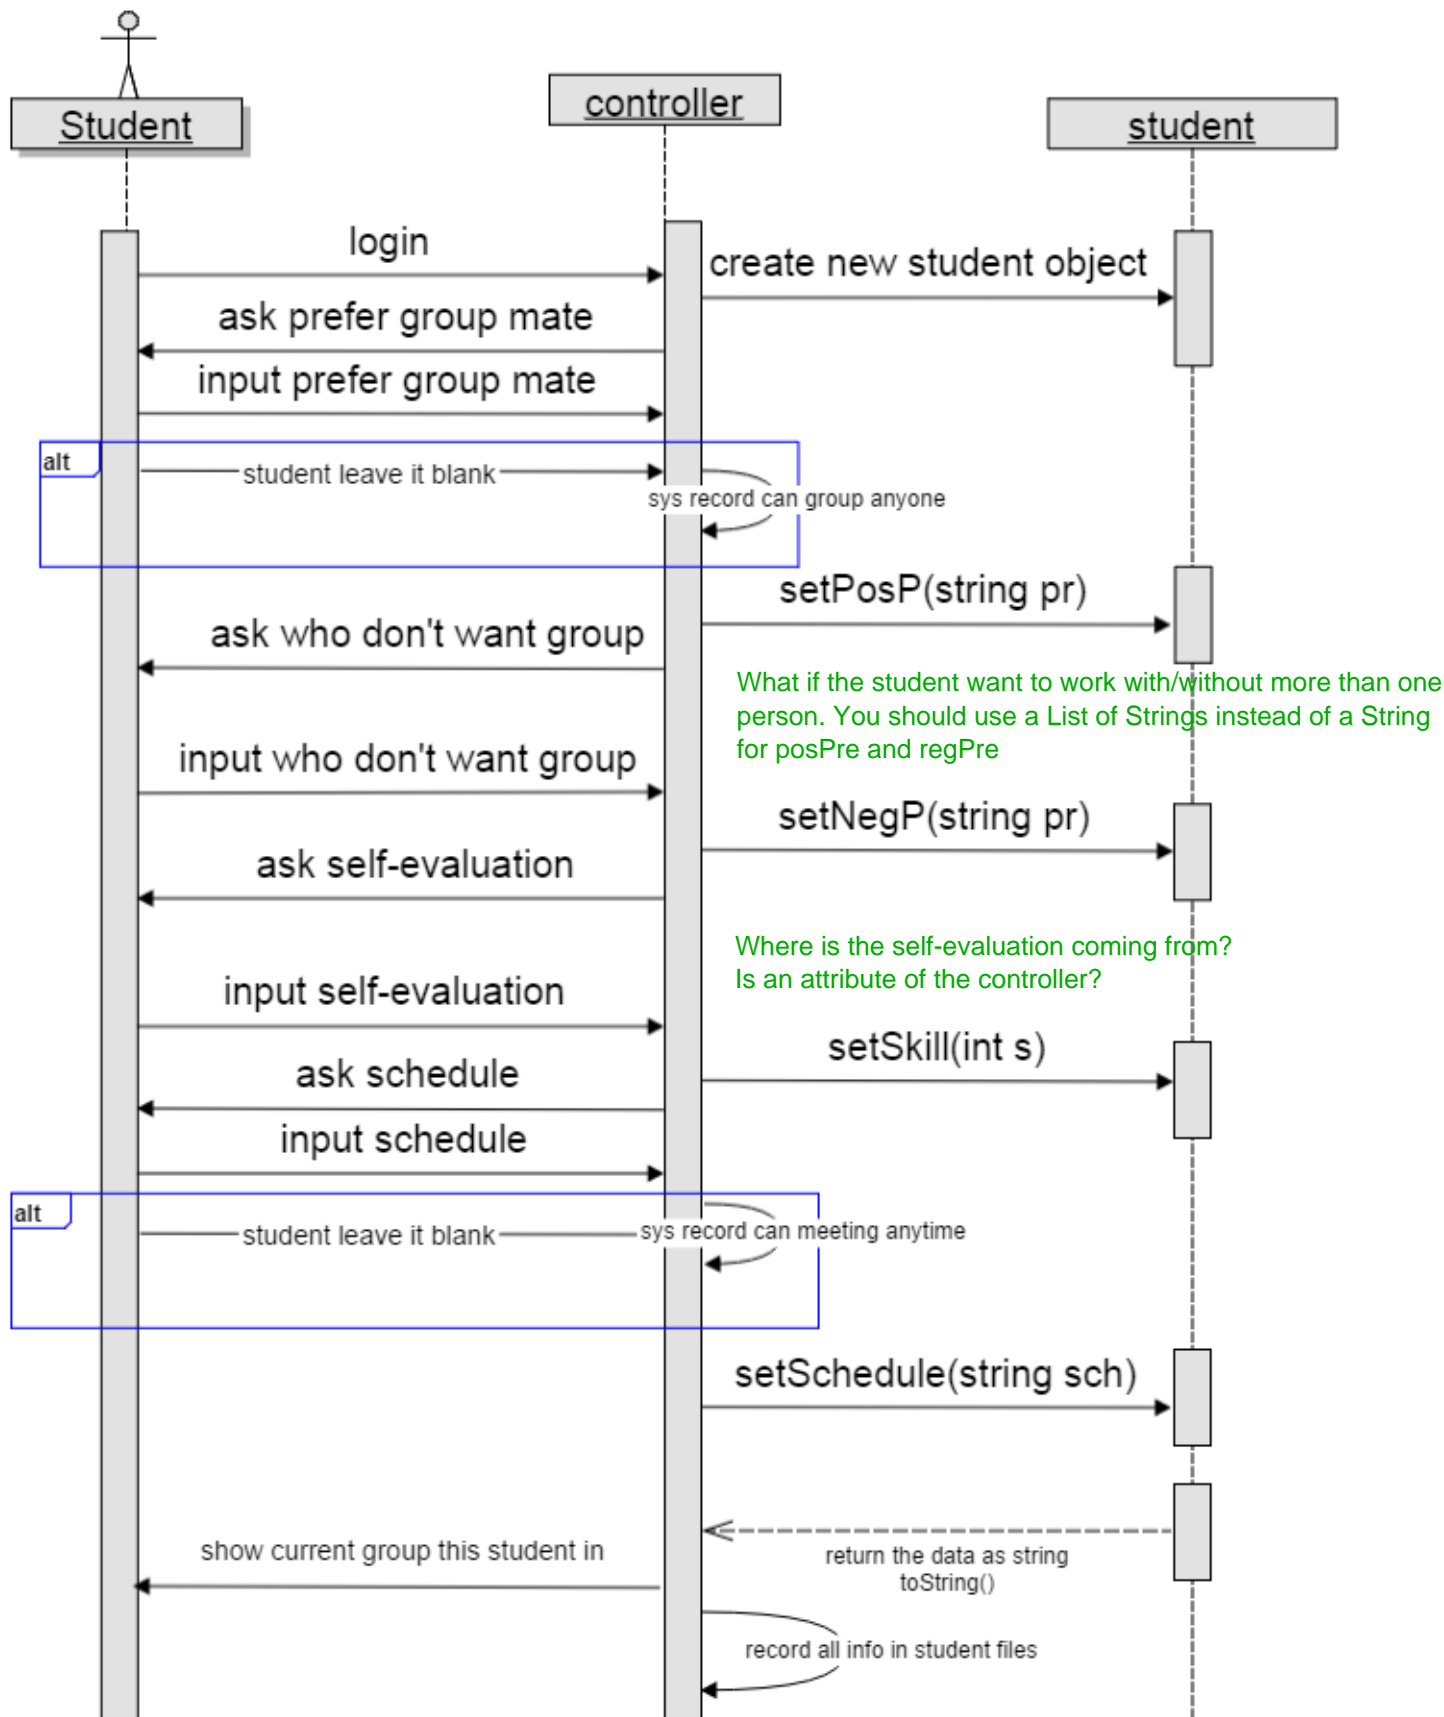 Student
controller
student
login
create new student object
ask prefer group mate
input prefer group mate
alt
student leave it blank
sys record can group anyone
setPosP(string pr)
ask who don't want group
What if the student want to work with/without more than one
person. You should use a List of Strings instead of a String
for posPre and regPre
input who don't want group
setNegP(string pr)
ask self-evaluation
Where is the self-evaluation coming from?
Is an attribute of the controller?
input self-evaluation
setSkill(int s)
ask schedule
input schedule
alt
student leave it blank
sys record can meeting anytime
setSchedule(string sch)
show current group this student in
return the data as string
toString()
record all info in student files